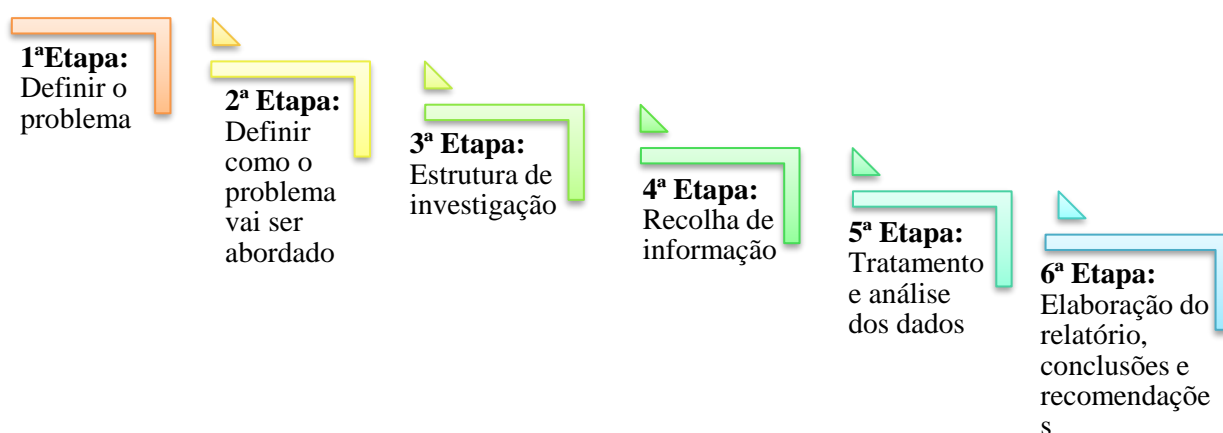 1ªEtapa:
Definir o
problema
2ª Etapa:
Definir
como o
problema
vai ser
abordado
3ª Etapa:
Estrutura de
investigação
4ª Etapa:
Recolha de
informação
5ª Etapa:
Tratamento
e análise
dos dados
6ª Etapa:
Elaboração do
relatório,
conclusões e
recomendaçõe
s